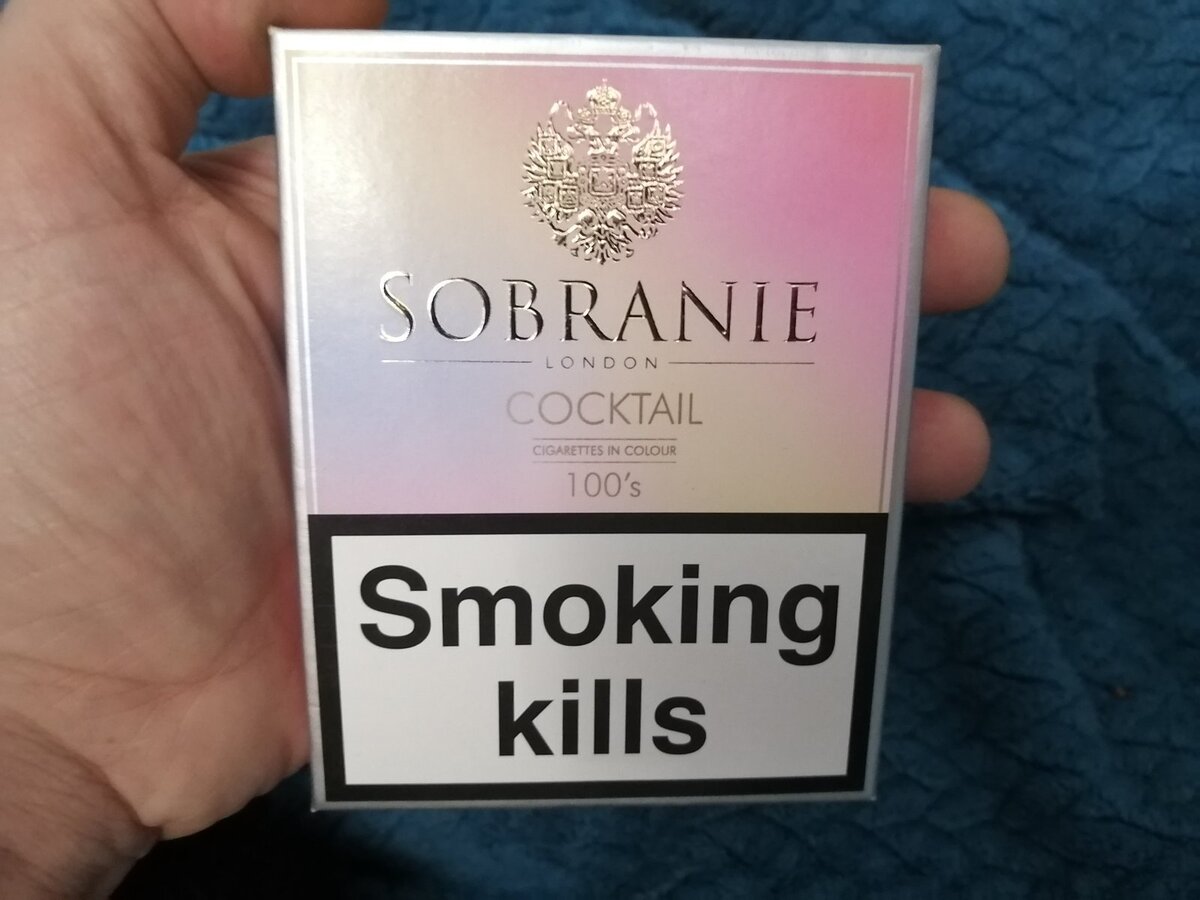 SOBRANIE
LONDON
COCKTAIL
CIGARETTES IN COLOUR
100's
Smoking
kills